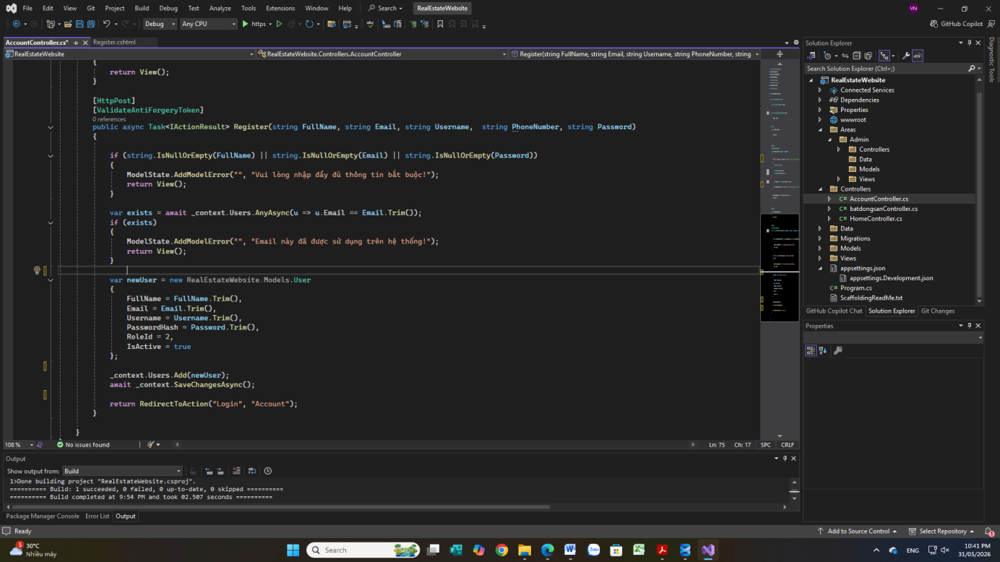 File Edit View Git Project Build Debug Test Analyze Tools Extensions Window Help Search RealEstateWebsite VN
Debug Any CPU https GitHub Copilot
AccountController.cs* Register.cshtml
RealEstateWebsite RealEstateWebsite.Controllers.AccountController Register(string FullName, string Email, string Username, string PhoneNumber, string
{
return View();
}
[HttpPost]
[ValidateAntiForgeryToken]
0 references
public async Task<IActionResult> Register(string FullName, string Email, string Username, string PhoneNumber, string Password)
{
if (string.IsNullOrEmpty(FullName) || string.IsNullOrEmpty(Email) || string.IsNullOrEmpty(Password))
{
ModelState.AddModelError("", "Vui lòng nhập đầy đủ thông tin bắt buộc!");
return View();
}
var exists = await _context.Users.AnyAsync(u => u.Email == Email.Trim());
if (exists)
{
ModelState.AddModelError("", "Email này đã được sử dụng trên hệ thống!");
return View();
}
var newUser = new RealEstateWebsite.Models.User
{
FullName = FullName.Trim(),
Email = Email.Trim(),
Username = Username.Trim(),
PasswordHash = Password.Trim(),
RoleId = 2,
IsActive = true
};
_context.Users.Add(newUser);
await _context.SaveChangesAsync();
return RedirectToAction("Login", "Account");
}
}
108 % No issues found Ln: 75 Ch: 17 SPC CRLF
Output
Show output from: Build
1>Done building project "RealEstateWebsite.csproj".
========== Build: 1 succeeded, 0 failed, 0 up-to-date, 0 skipped ==========
========== Build completed at 9:54 PM and took 02.507 seconds ==========
Package Manager Console Error List Output
Solution Explorer
Search Solution Explorer (Ctrl+;)
RealEstateWebsite
Connected Services
Dependencies
Properties
wwwroot
Areas
Admin
Controllers
Data
Models
Views
Controllers
C# AccountController.cs
C# batdongsanController.cs
C# HomeController.cs
Data
Migrations
Models
Views
appsettings.json
appsettings.Development.json
C# Program.cs
ScaffoldingReadMe.txt
GitHub Copilot Chat Solution Explorer Git Changes
Properties
Diagnostic Tools
Ready Add to Source Control Select Repository 1
5 30°C
Nhiều mây
Search
Zalo
ENG
10:41 PM
31/05/2026